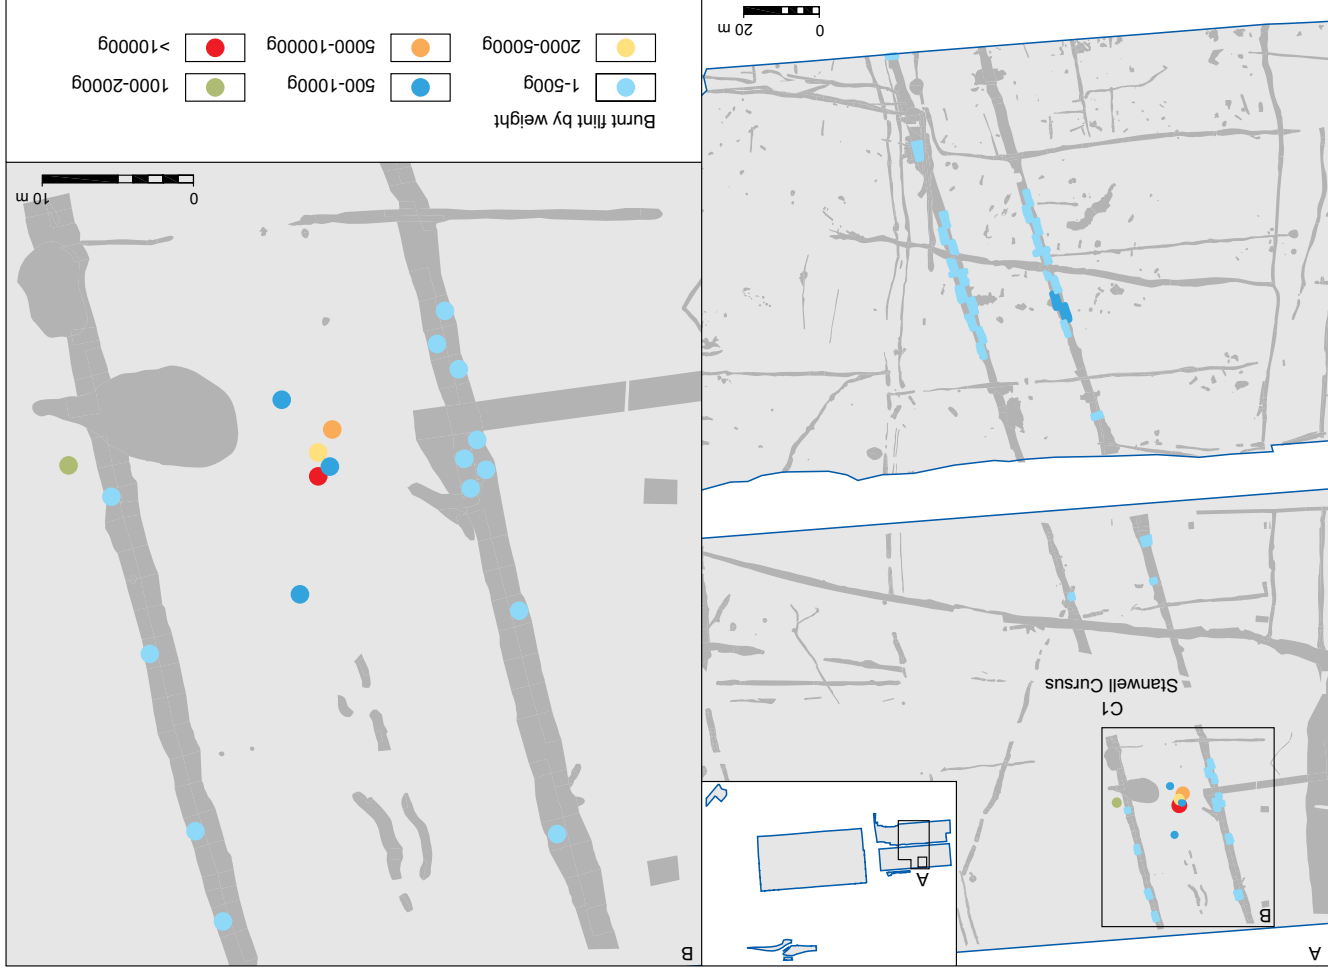 A
B
C1
Stanwell Cursus
A
0 20 m
B
0 10 m
Burnt flint by weight
1-500g 500-1000g 1000-2000g
2000-5000g 5000-10000g >10000g